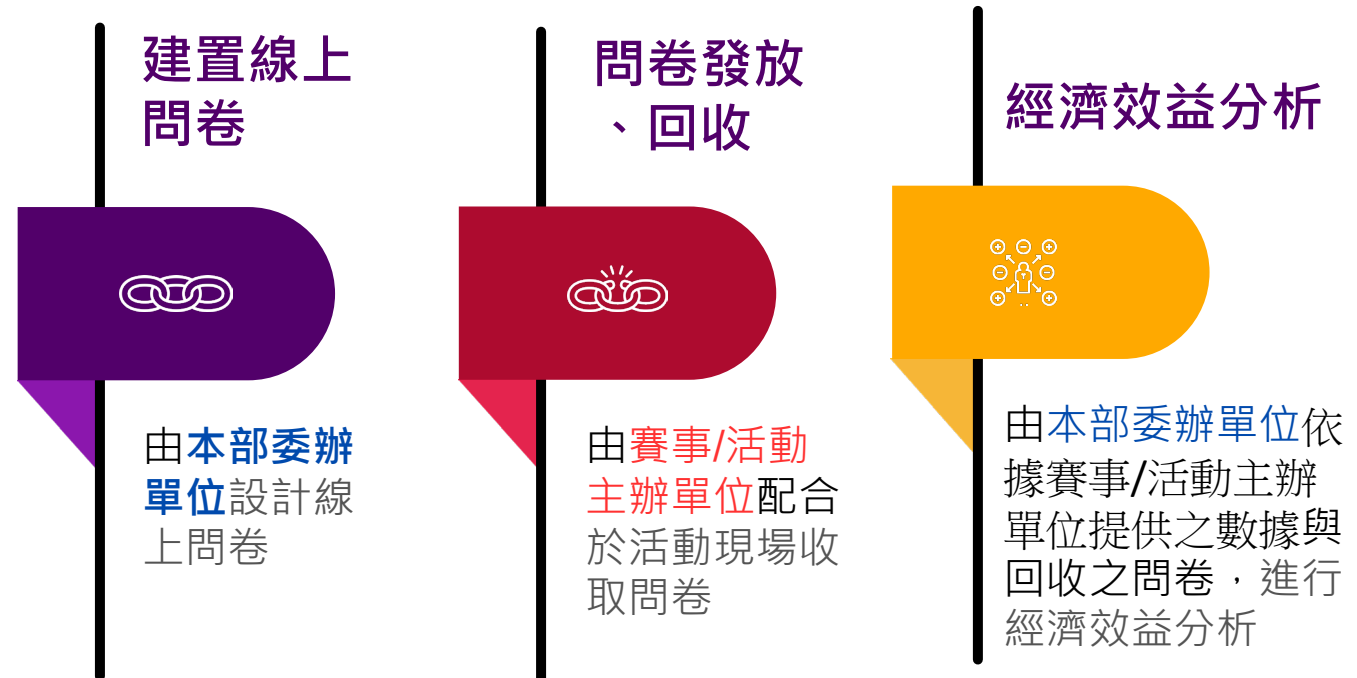 建置線上
問卷
由本部委辦
單位設計線
上問卷
問卷發放
、回收
由賽事/活動
主辦單位配合
於活動現場收
取問卷
經濟效益分析
由本部委辦單位依
據賽事/活動主辦
單位提供之數據與
回收之問卷，進行
經濟效益分析